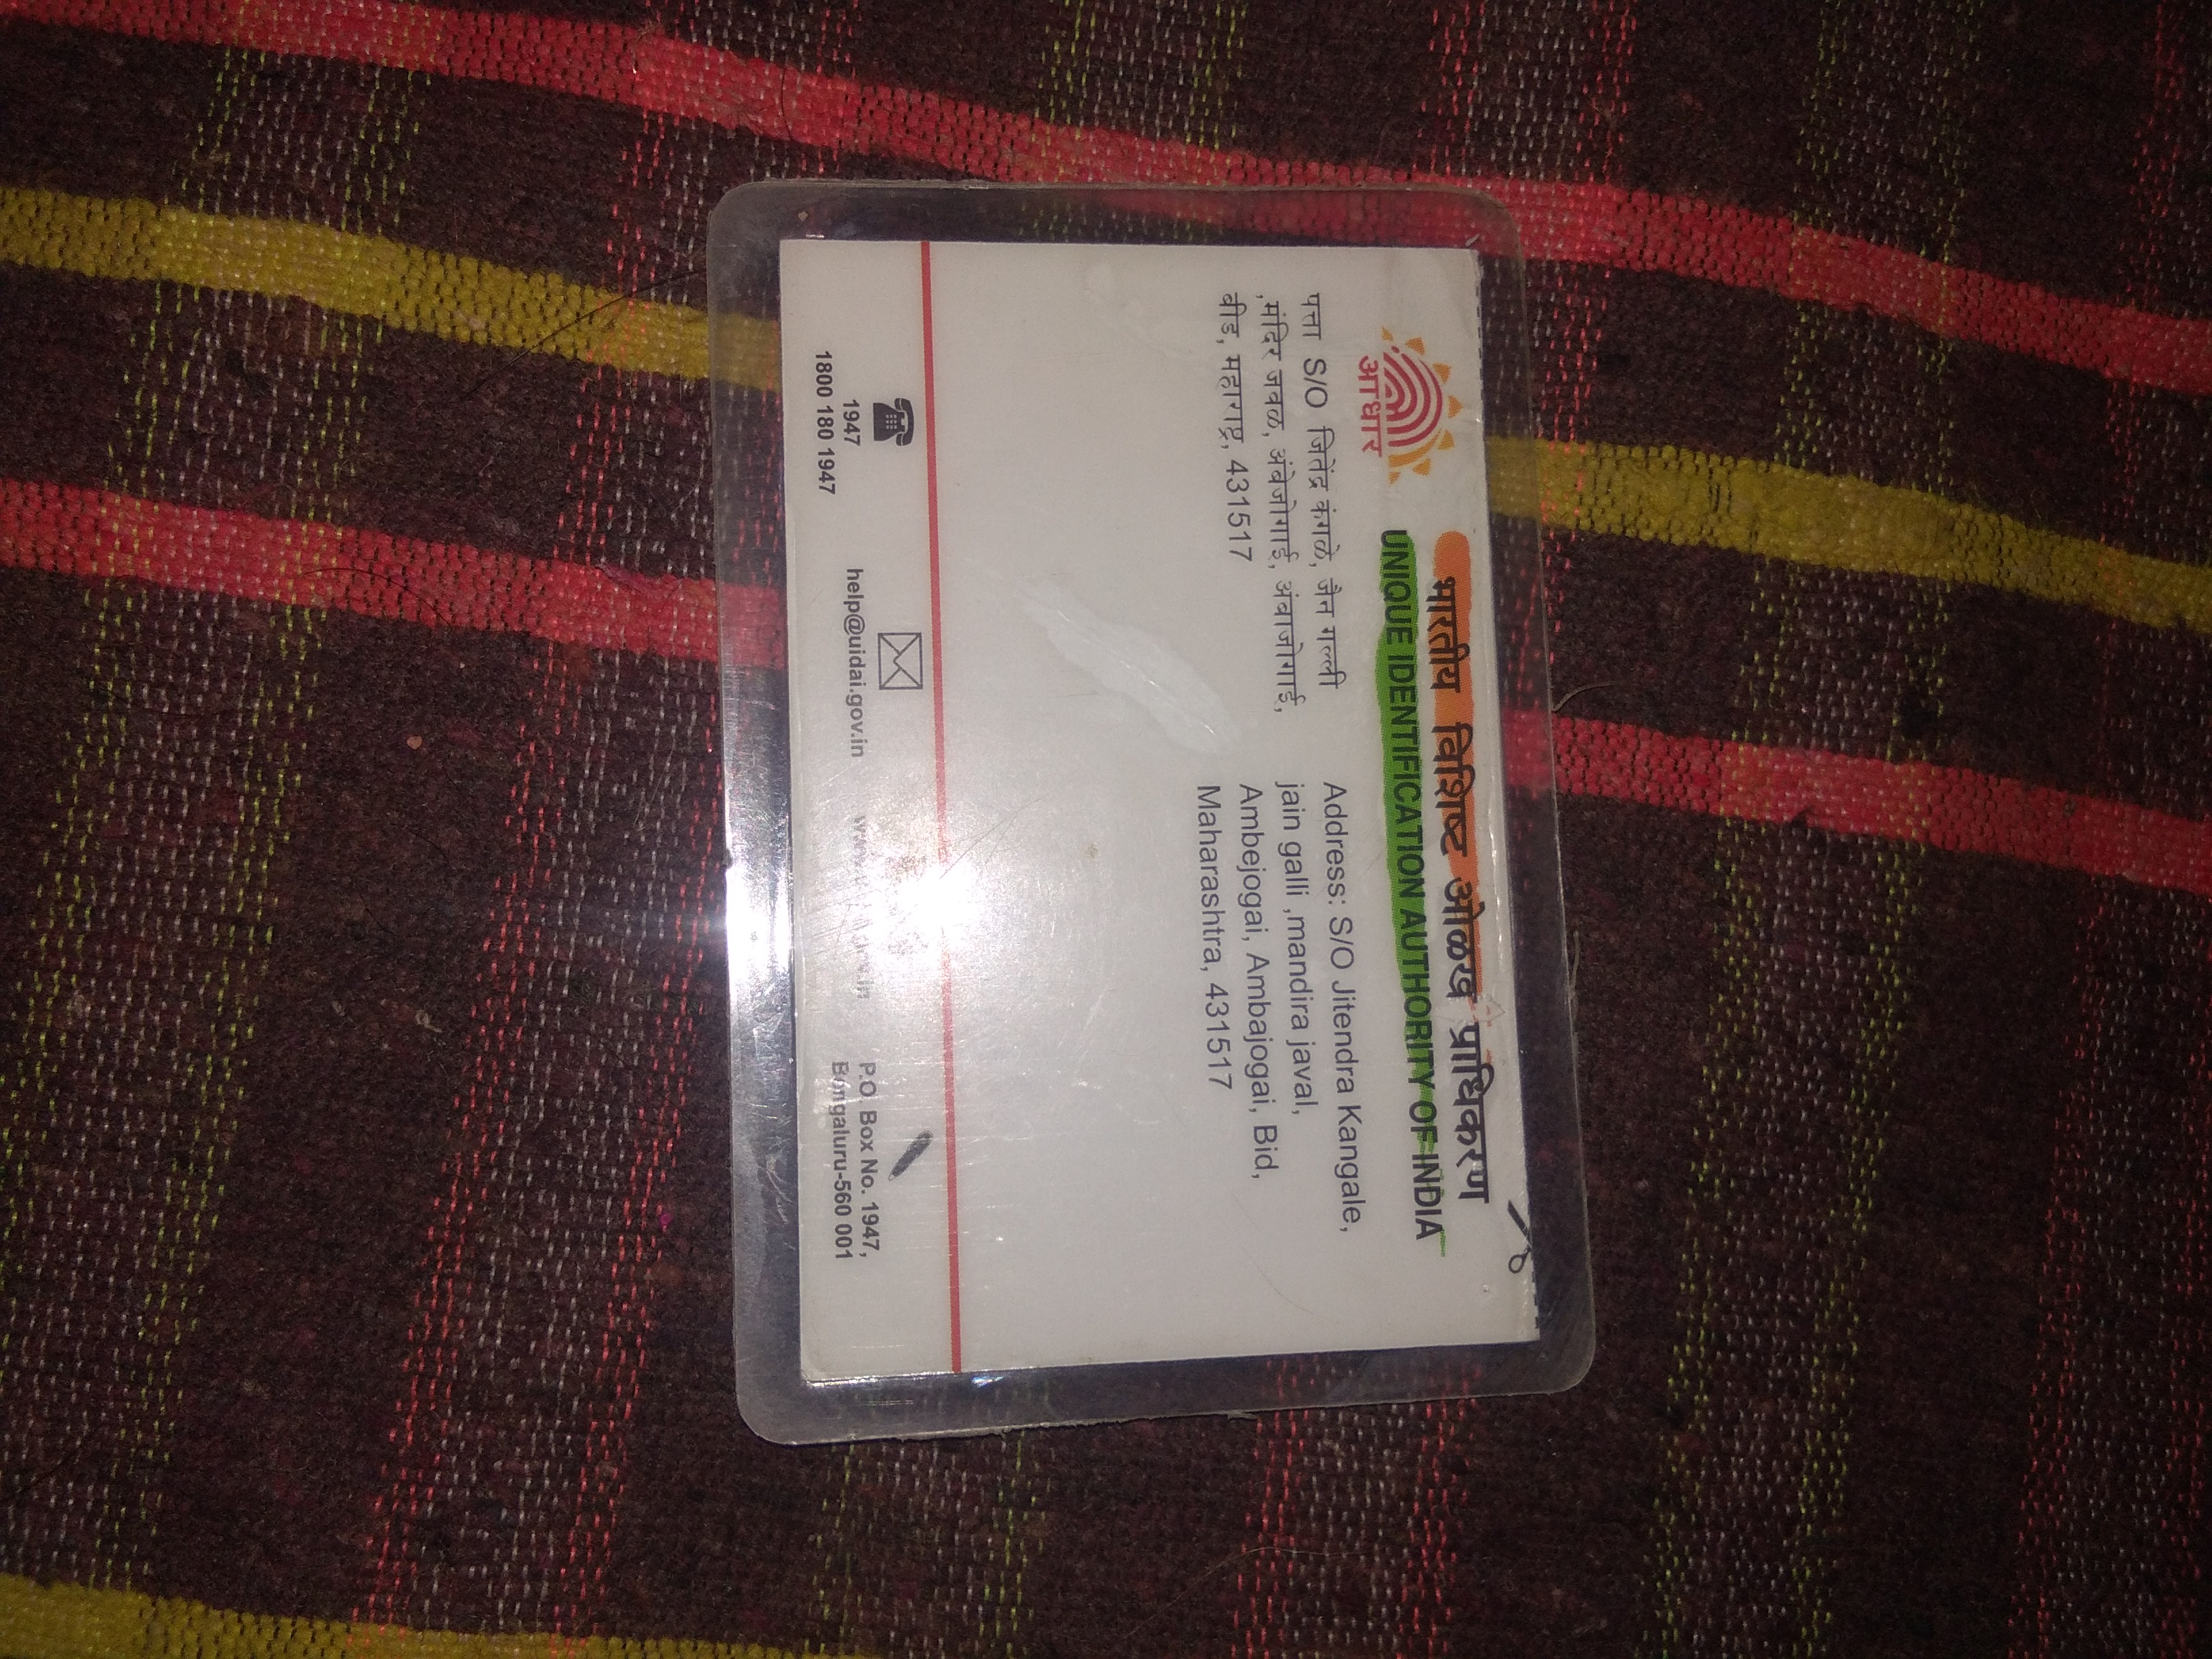 आधार
भारतीय विशिष्ट ओळख प्राधिकरण
UNIQUE IDENTIFICATION AUTHORITY OF INDIA
पत्ता S/O जितेंद्र कंगळे, जैन गल्ली
,मंदिर जवळ, अंबेजोगाई, अंबाजोगाई,
बीड, महाराष्ट्र, 431517
Address: S/O Jitendra Kangale,
jain galli ,mandira javal,
Ambejogai, Ambajogai, Bid,
Maharashtra, 431517
1947
1800 180 1947
help@uidai.gov.in
P.O. Box No. 1947,
Bengaluru-560 001